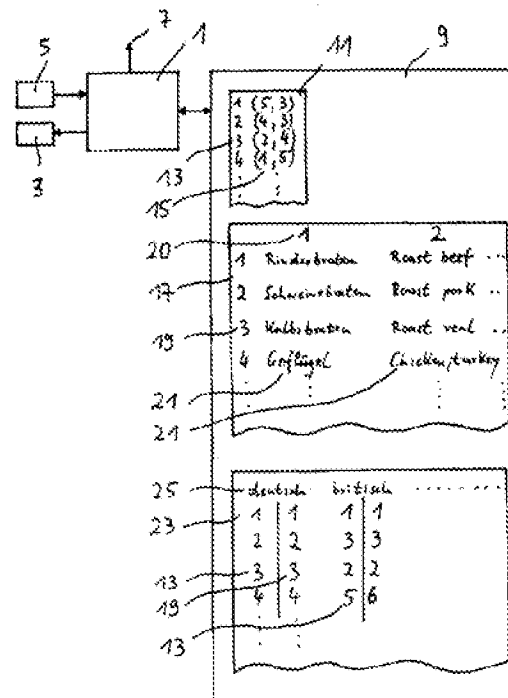 7
5 1 9
11
3
1 (5, 3)
2 (4, 3)
3 (2, 4)
4 (1, 5)
13
15
20 1 2
17 1 Rinderbraten Roast beef ...
2 Schweinebraten Roast pork ..
19 3 Kalbsbraten Roast veal ..
4 Geflügel Chicken/turkey
21
21
25 deutsch britisch ........
23 1 1 1 1
2 2 3 3
13 3 3 2 2
19 4 4 5 6
13